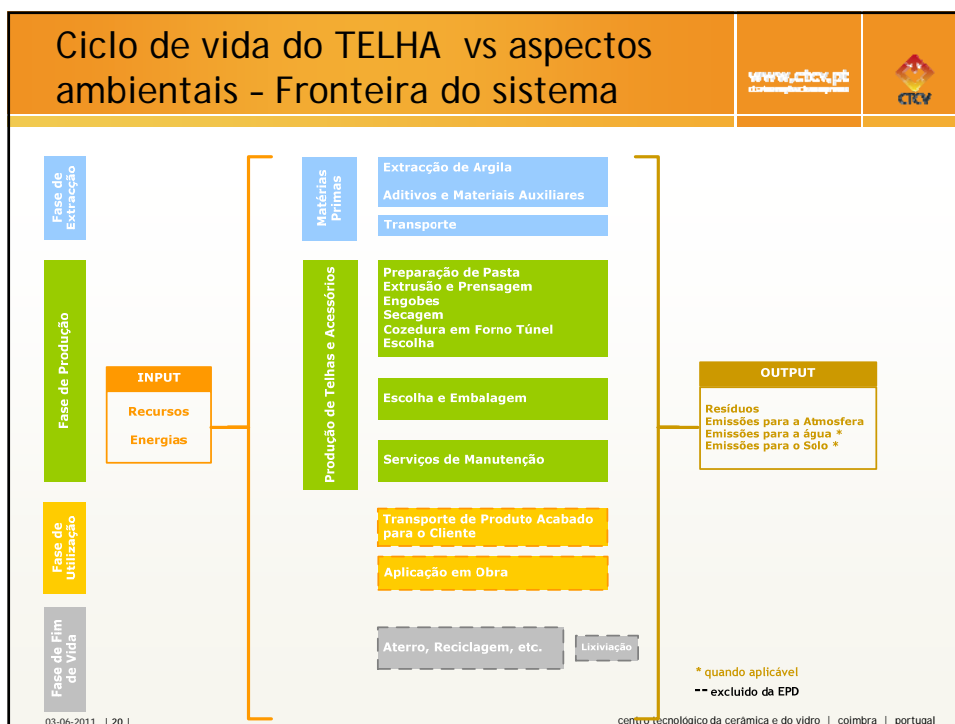 Ciclo de vida do TELHA vs aspectos
ambientais - Fronteira do sistema
www.ctcv.pt
CTCV
Fase de
Extracção
Matérias
Primas
Extracção de Argila
Aditivos e Materiais Auxiliares
Transporte
Fase de Produção
INPUT
Recursos
Energias
Produção de Telhas e Acessórios
Preparação de Pasta
Extrusão e Prensagem
Engobes
Secagem
Cozedura em Forno Túnel
Escolha
Escolha e Embalagem
Serviços de Manutenção
OUTPUT
Resíduos
Emissões para a Atmosfera
Emissões para a água *
Emissões para o Solo *
Fase de
Utilização
Transporte de Produto Acabado
para o Cliente
Aplicação em Obra
Fase de Fim
de Vida
Aterro, Reciclagem, etc.
Lixiviação
* quando aplicável
-- excluido da EPD
03-06-2011 | 20 |
centro tecnológico da cerâmica e do vidro | coimbra | portugal